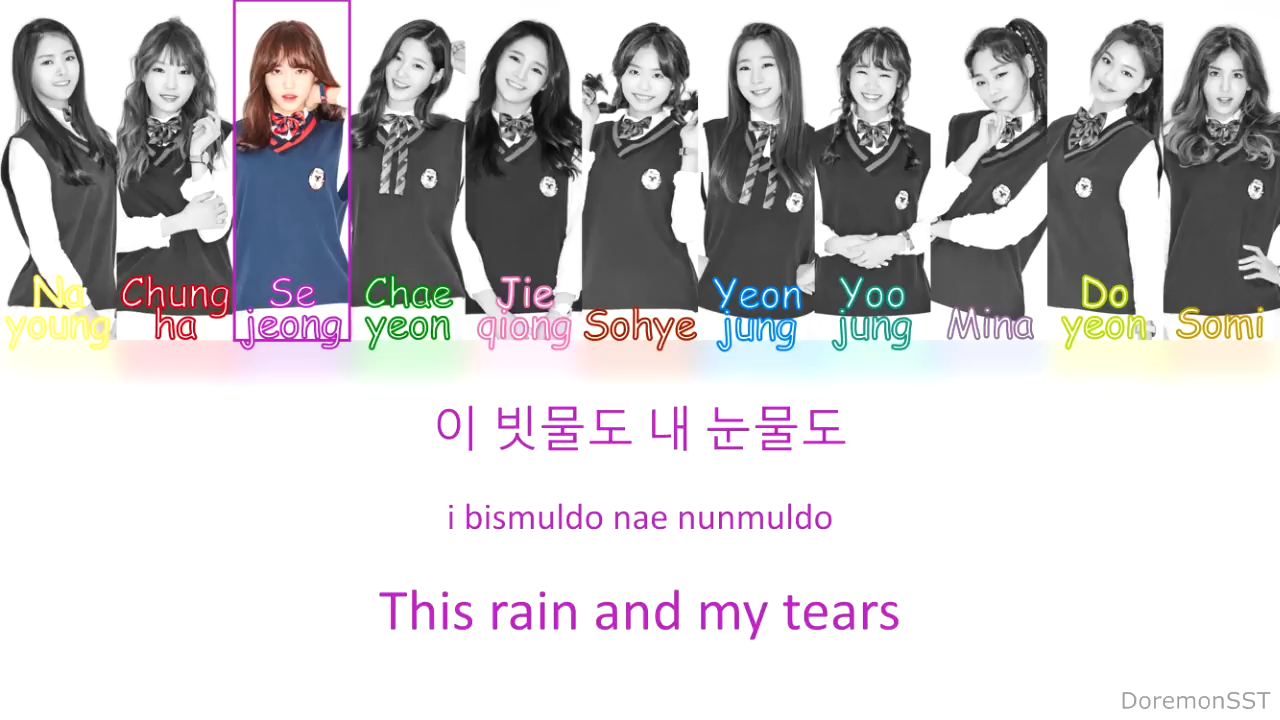 Na young
Chung ha
Se jeong
Chae yeon
Jie qiong
Sohye
Yeon jung
Yoo jung
Mina
Do yeon
Somi
이 빗물도 내 눈물도
i bismuldo nae nunmuldo
This rain and my tears
DoremonSST